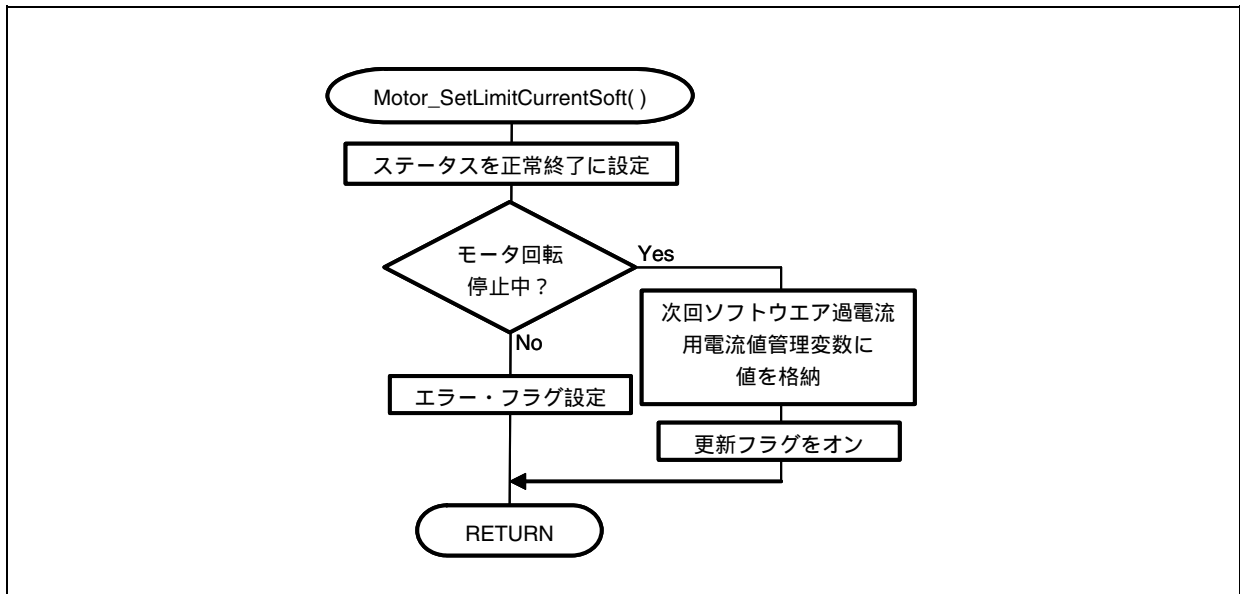 Motor_SetLimitCurrentSoft( )
ステータスを正常終了に設定
モータ回転
停止中？
Yes
次回ソフトウエア過電流
用電流値管理変数に
値を格納
No
エラー・フラグ設定
更新フラグをオン
RETURN